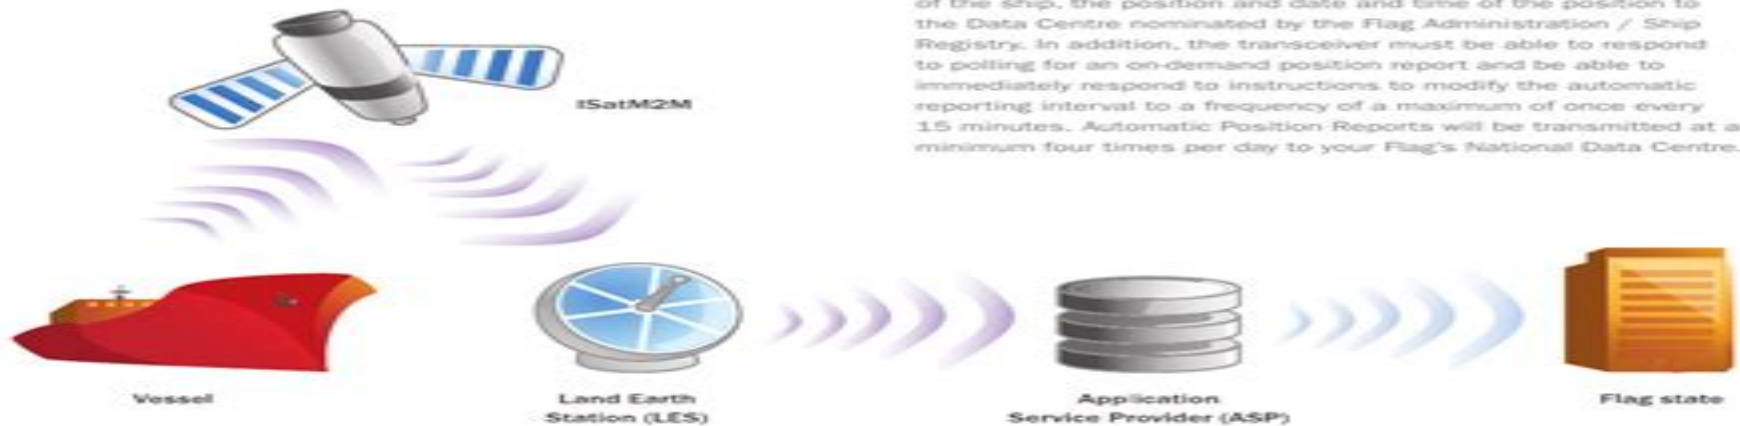 of the ship, the position and date and time of the position to
the Data Centre nominated by the Flag Administration / Ship
Registry. In addition, the transceiver must be able to respond
to polling for an on-demand position report and be able to
immediately respond to instructions to modify the automatic
reporting interval to a frequency of a maximum of once every
15 minutes. Automatic Position Reports will be transmitted at a
minimum four times per day to your Flag's National Data Centre.
ISatM2M
Vessel
Land Earth
Station (LES)
Application
Service Provider (ASP)
Flag state